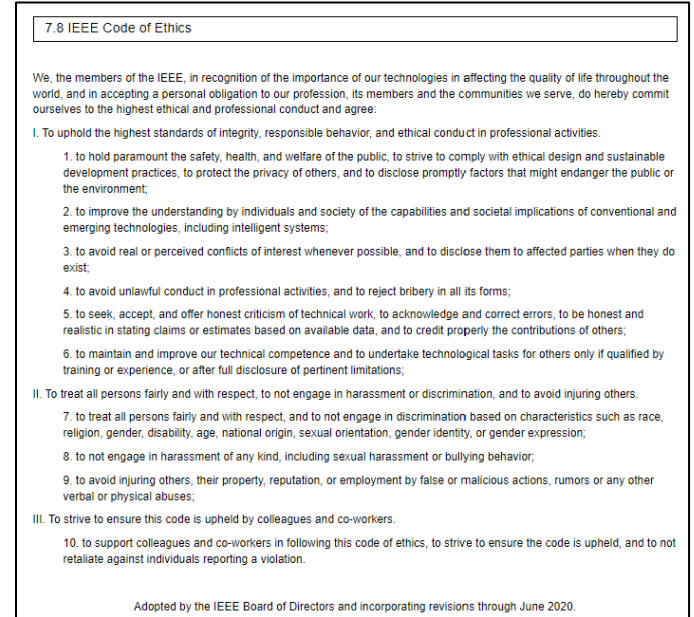 7.8 IEEE Code of Ethics
We, the members of the IEEE, in recognition of the importance of our technologies in affecting the quality of life throughout the
world, and in accepting a personal obligation to our profession, its members and the communities we serve, do hereby commit
ourselves to the highest ethical and professional conduct and agree:
I. To uphold the highest standards of integrity, responsible behavior, and ethical conduct in professional activities.
1. to hold paramount the safety, health, and welfare of the public, to strive to comply with ethical design and sustainable
development practices, to protect the privacy of others, and to disclose promptly factors that might endanger the public or
the environment;
2. to improve the understanding by individuals and society of the capabilities and societal implications of conventional and
emerging technologies, including intelligent systems;
3. to avoid real or perceived conflicts of interest whenever possible, and to disclose them to affected parties when they do
exist;
4. to avoid unlawful conduct in professional activities, and to reject bribery in all its forms;
5. to seek, accept, and offer honest criticism of technical work, to acknowledge and correct errors, to be honest and
realistic in stating claims or estimates based on available data, and to credit properly the contributions of others;
6. to maintain and improve our technical competence and to undertake technological tasks for others only if qualified by
training or experience, or after full disclosure of pertinent limitations;
II. To treat all persons fairly and with respect, to not engage in harassment or discrimination, and to avoid injuring others.
7. to treat all persons fairly and with respect, and to not engage in discrimination based on characteristics such as race,
religion, gender, disability, age, national origin, sexual orientation, gender identity, or gender expression;
8. to not engage in harassment of any kind, including sexual harassment or bullying behavior;
9. to avoid injuring others, their property, reputation, or employment by false or malicious actions, rumors or any other
verbal or physical abuses;
III. To strive to ensure this code is upheld by colleagues and co-workers.
10. to support colleagues and co-workers in following this code of ethics, to strive to ensure the code is upheld, and to not
retaliate against individuals reporting a violation.
Adopted by the IEEE Board of Directors and incorporating revisions through June 2020.